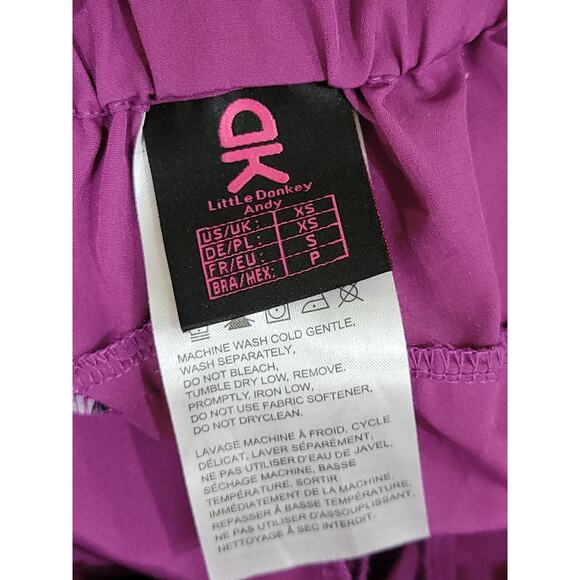 DK
LittLe Donkey
Andy
US/UK: XS
DE/PL: XS
FR/EU: S
BRA/MEX: P
MACHINE WASH COLD GENTLE,
WASH SEPARATELY,
DO NOT BLEACH,
TUMBLE DRY LOW, REMOVE.
PROMPTLY, IRON LOW,
DO NOT USE FABRIC SOFTENER,
DO NOT DRYCLEAN.
LAVAGE MACHINE À FROID, CYCLE
DÉLICAT, LAVER SÉPARÉMENT,
NE PAS UTILISER D'EAU DE JAVEL,
SÉCHAGE MACHINE, BASSE
TEMPÉRATURE, SORTIR
IMMÉDIATEMENT DE LA MACHINE,
REPASSER À BASSE TEMPÉRATURE,
NE PAS UTILISER D'ASSOUPLISSANT,
NETTOYAGE À SEC INTERDIT.